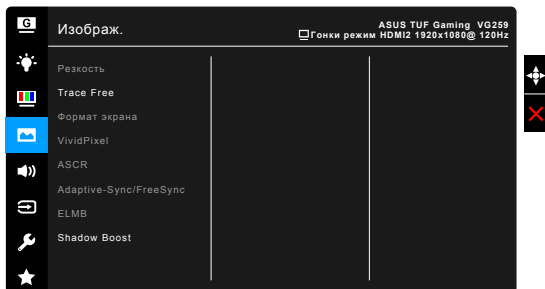 G
Изображ.
ASUS TUF Gaming VG259
Гонки режим HDMI2 1920x1080@ 120Hz
Резкость
Trace Free
Формат экрана
VividPixel
ASCR
Adaptive-Sync/FreeSync
ELMB
Shadow Boost